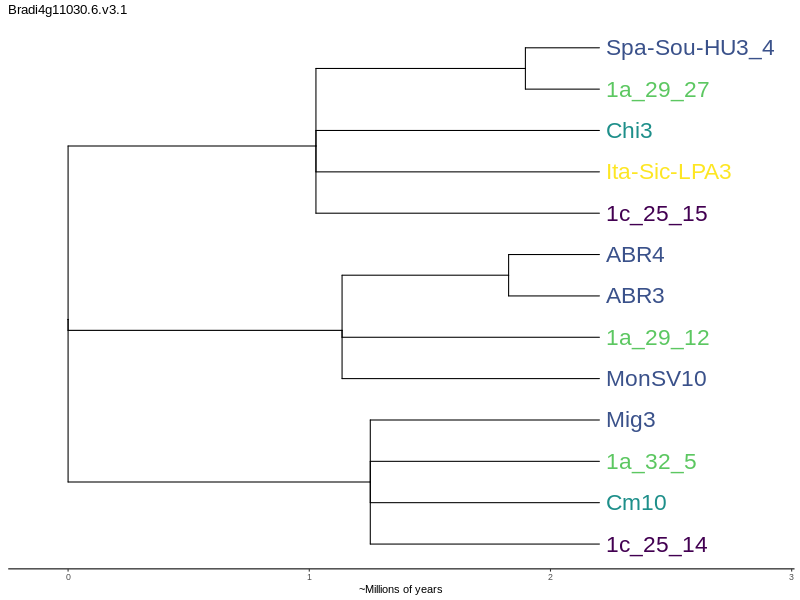 Bradi4g11030.6.v3.1
Spa-Sou-HU3_4
1a_29_27
Chi3
Ita-Sic-LPA3
1c_25_15
ABR4
ABR3
1a_29_12
MonSV10
Mig3
1a_32_5
Cm10
1c_25_14
0 1 2 3
~Millions of years